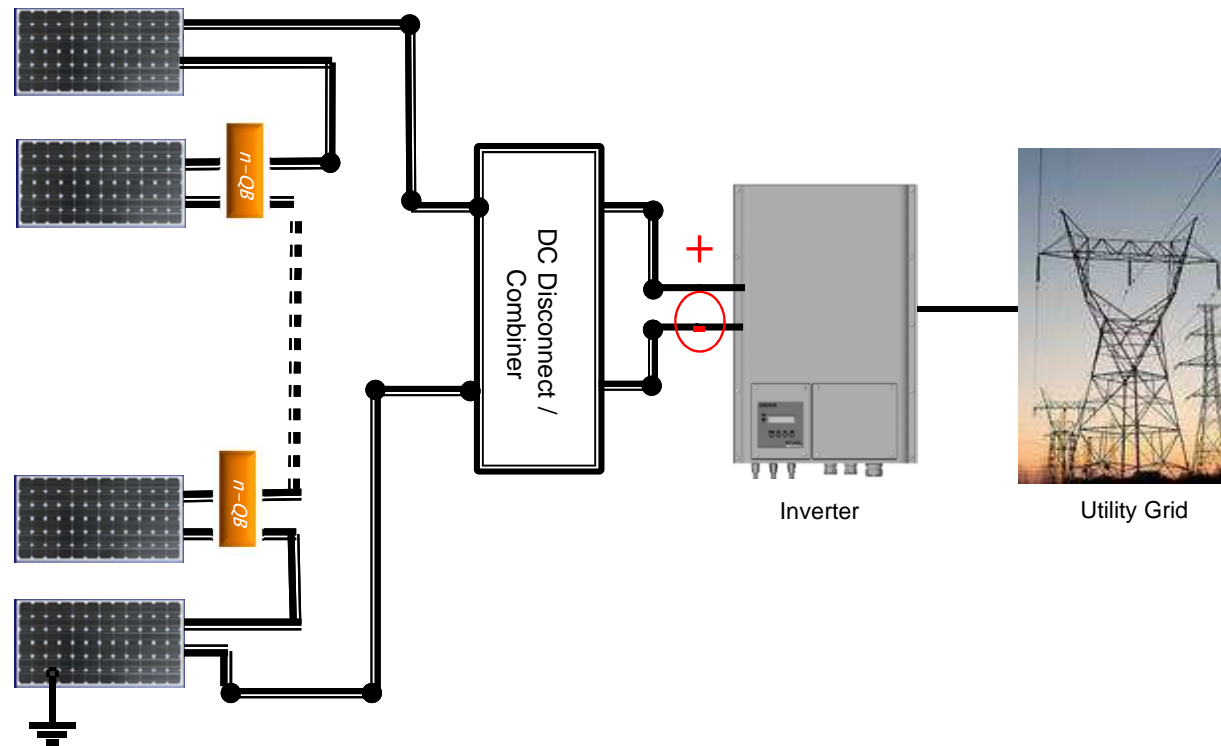 n-QB
n-QB
DC Disconnect /
Combiner
+
-
Inverter
Utility Grid